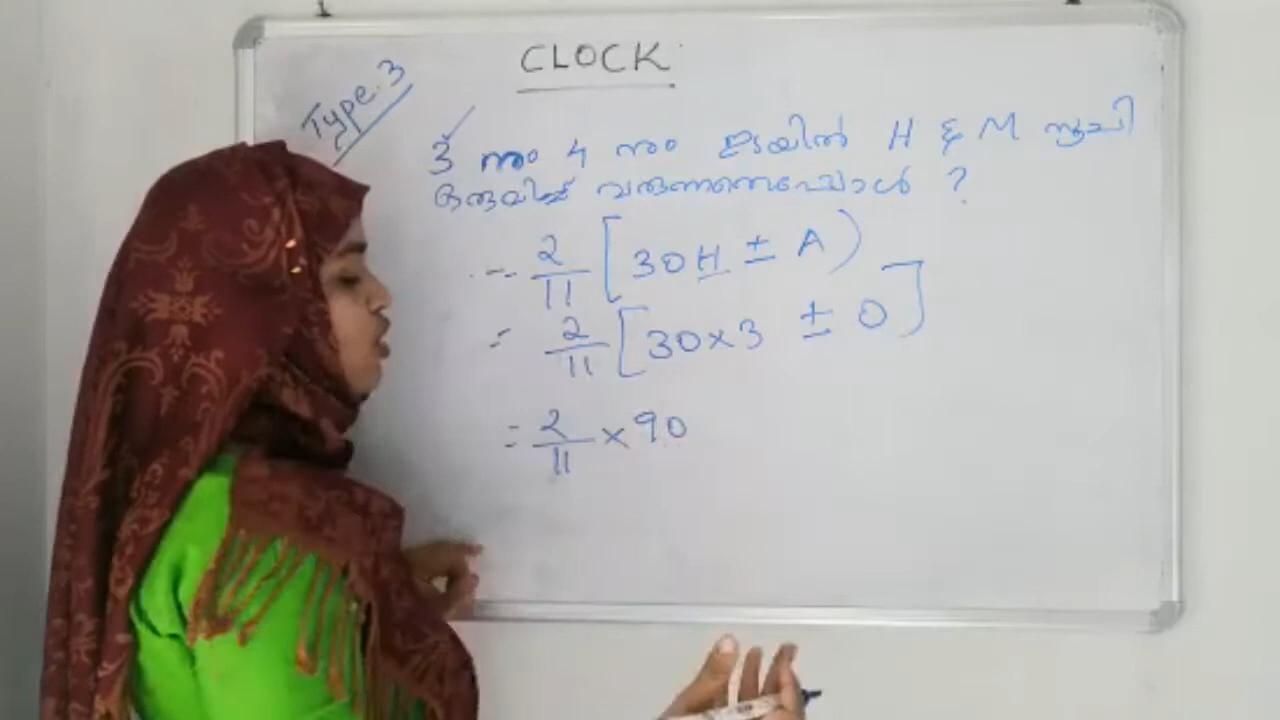 CLOCK
Type. 3
3 നും 4 നും ഇടയിൽ H & M സൂചി
ഒരുമിച്ച് വരുന്നതെപ്പോൾ ?
= 2/11 [30H ± A)
= 2/11 [30×3 ± 0]
= 2/11 × 90